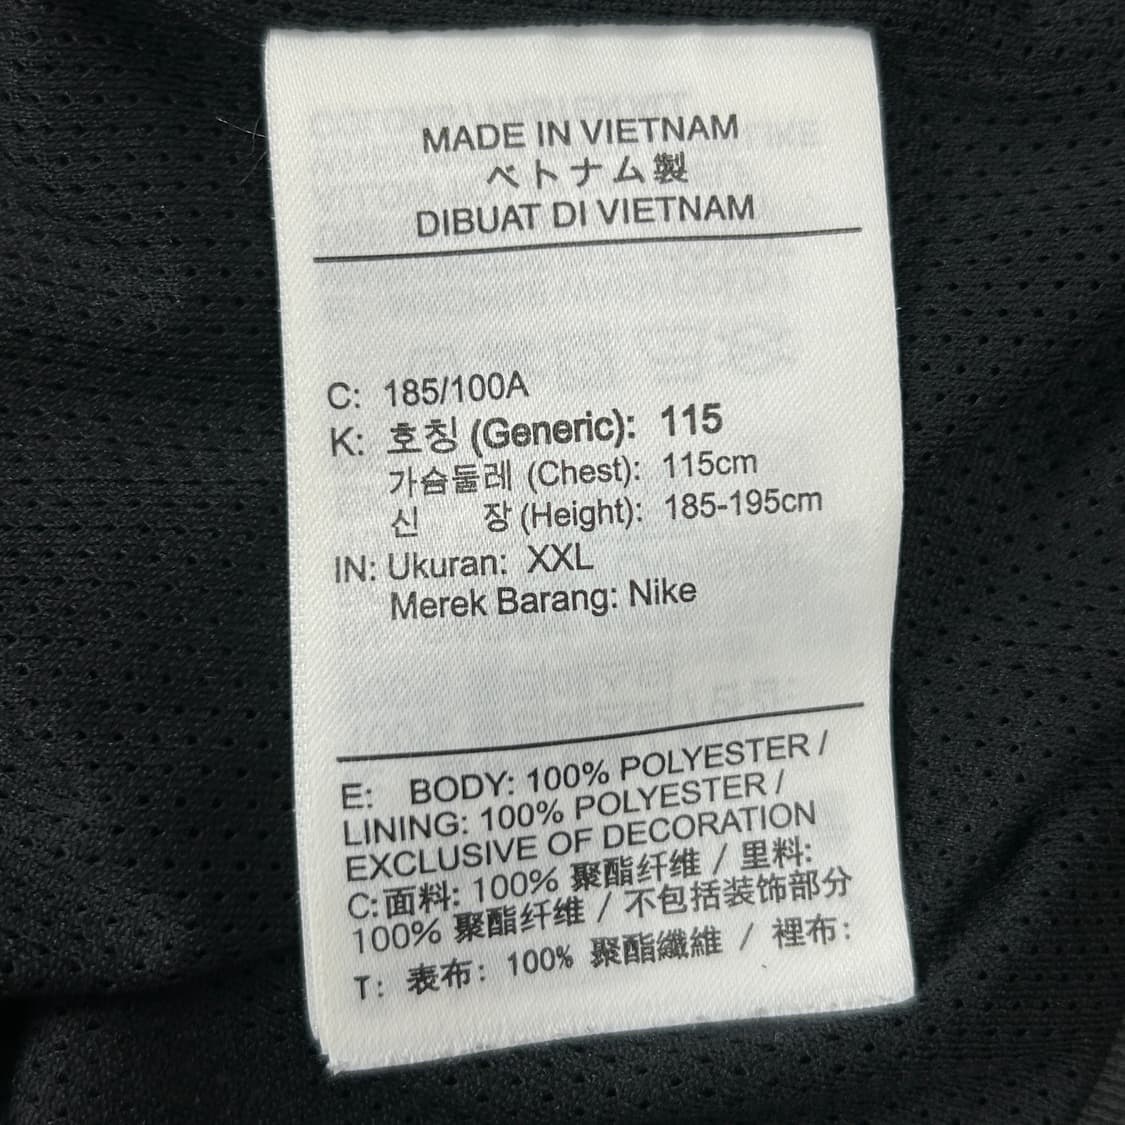 MADE IN VIETNAM
ベトナム製
DIBUAT DI VIETNAM
C: 185/100A
K: 호칭 (Generic): 115
가슴둘레 (Chest): 115cm
신 장 (Height): 185-195cm
IN: Ukuran: XXL
Merek Barang: Nike
E: BODY: 100% POLYESTER /
LINING: 100% POLYESTER /
EXCLUSIVE OF DECORATION
C: 面料: 100% 聚酯纤维 / 里料:
100% 聚酯纤维 / 不包括装饰部分
T: 表布: 100% 聚酯纖維 / 裡布: